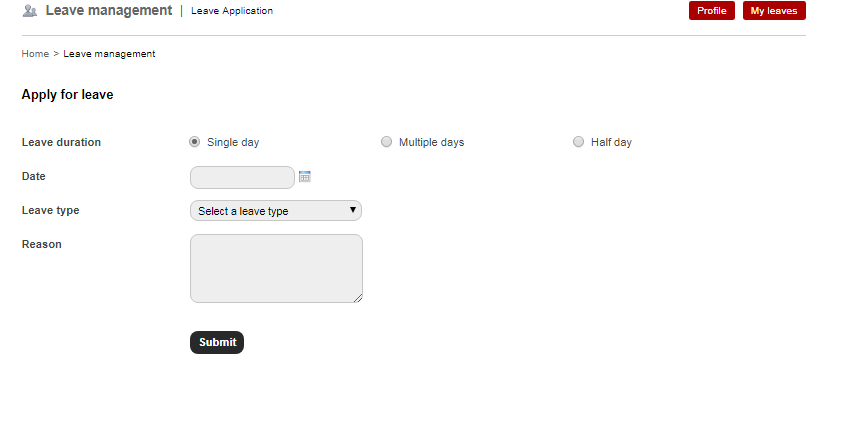 Leave management | Leave Application Profile My leaves
Home > Leave management
Apply for leave
Leave duration Single day Multiple days Half day
Date
Leave type Select a leave type
Reason
Submit